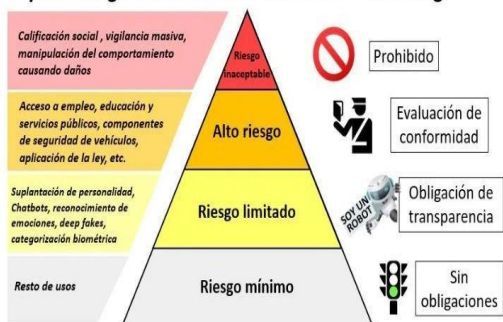 Calificación social , vigilancia masiva,
manipulación del comportamiento
causando daños
Riesgo
inaceptable
Prohibido
Acceso a empleo, educación y
servicios públicos, componentes
de seguridad de vehículos,
aplicación de la ley, etc.
Alto riesgo
Evaluación de
conformidad
Suplantación de personalidad,
Chatbots, reconocimiento de
emociones, deep fakes,
categorización biométrica
Riesgo limitado
SOY UN
ROBOT
Obligación de
transparencia
Resto de usos
Riesgo mínimo
Sin
obligaciones